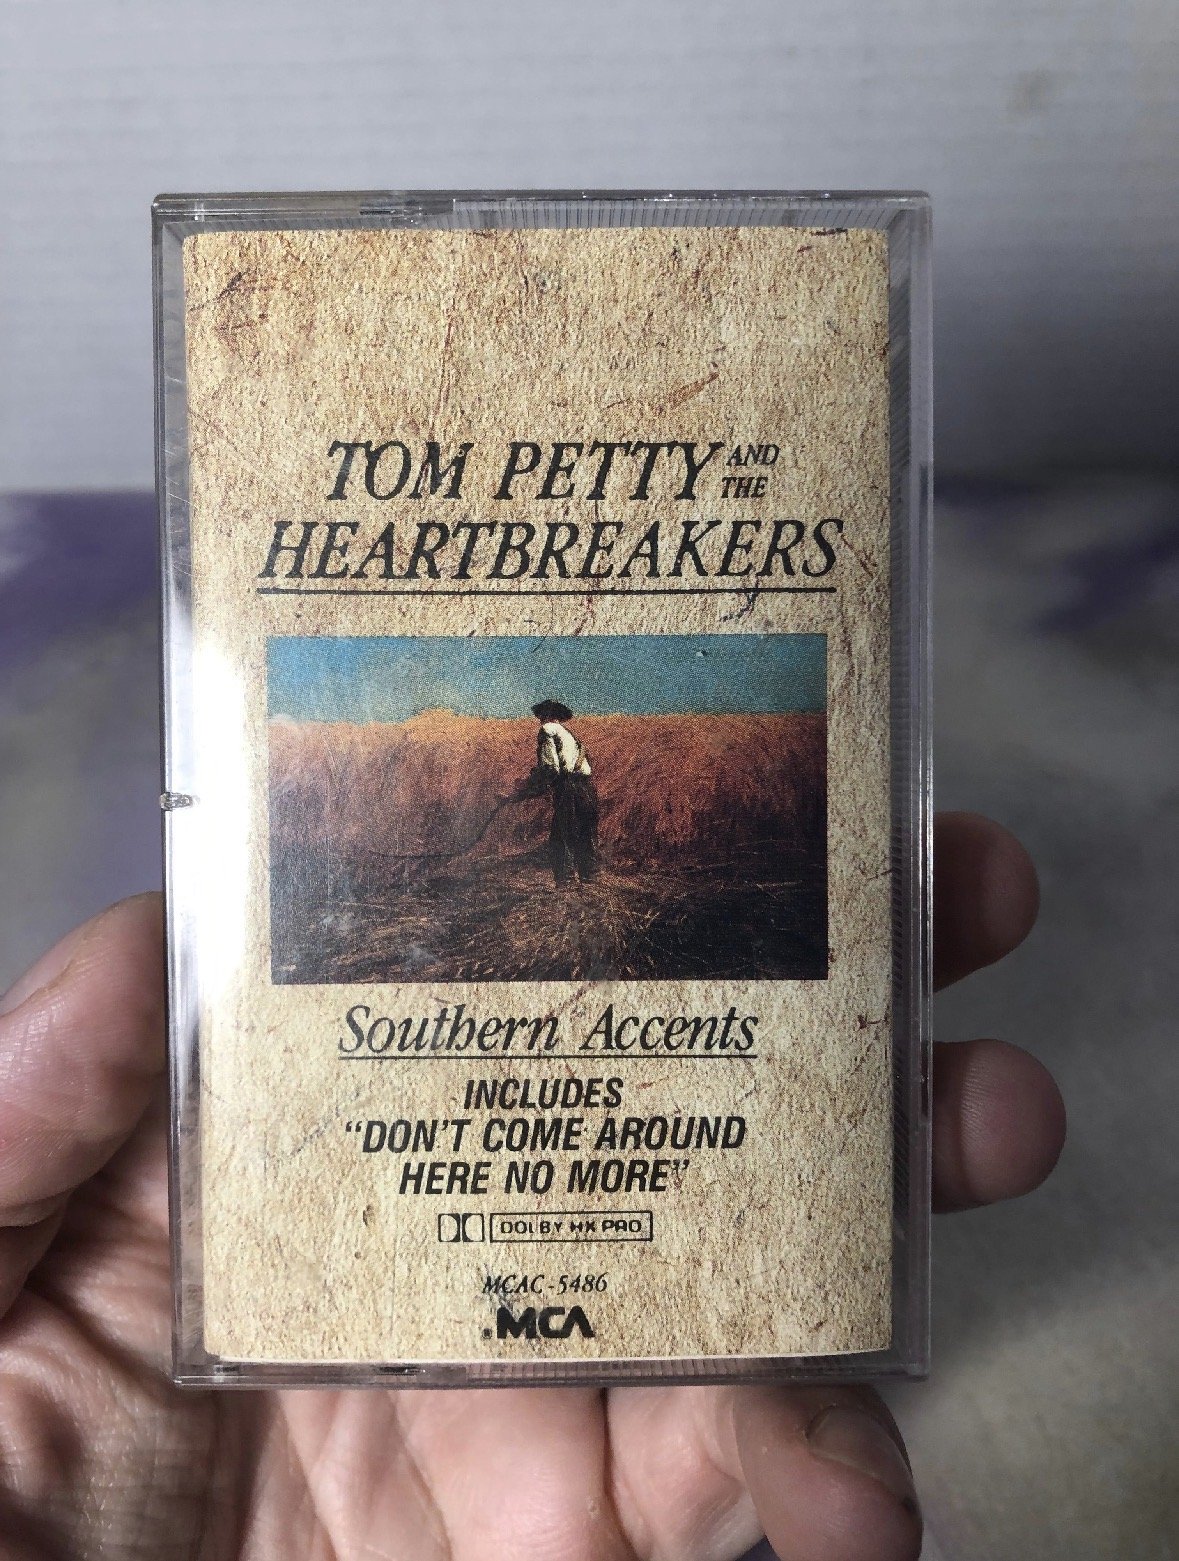 TOM PETTY AND THE
HEARTBREAKERS
Southern Accents
INCLUDES
“DON'T COME AROUND
HERE NO MORE”
DOLBY HX PRO
MCAC-5486
MCA